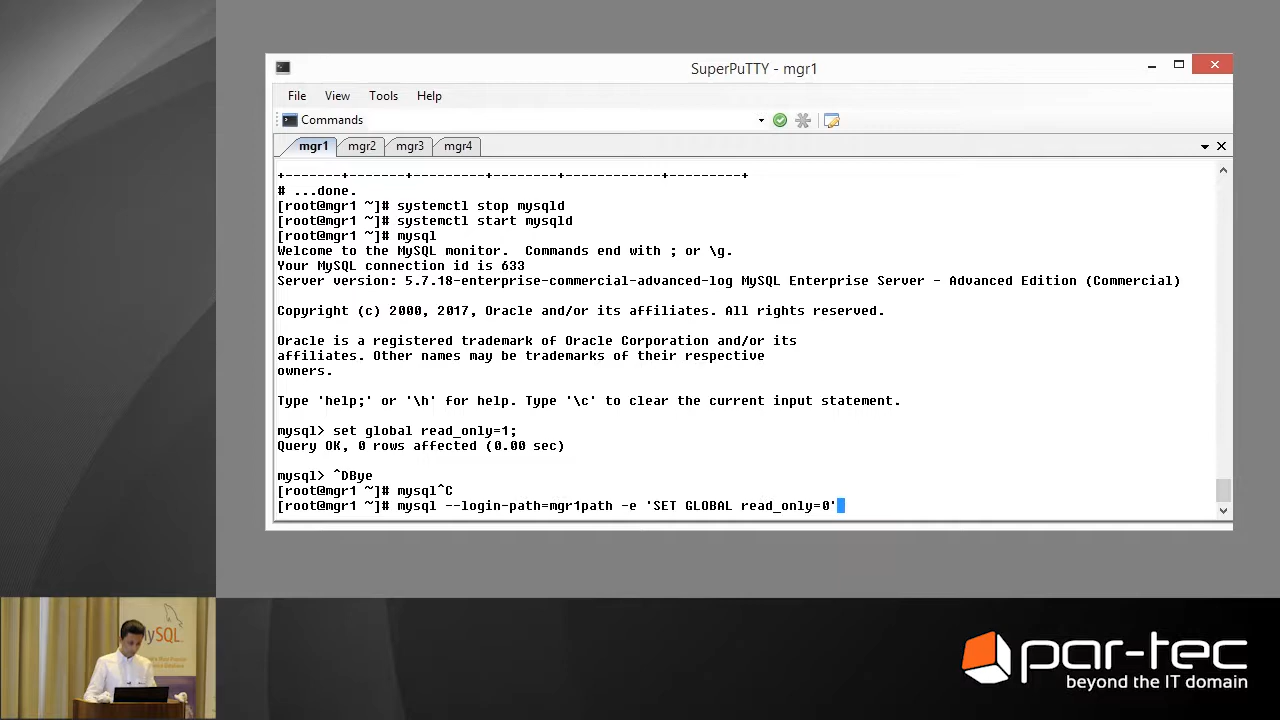 SuperPuTTY - mgr1
File View Tools Help
Commands
mgr1 mgr2 mgr3 mgr4
+-------+-------+---------+--------+------------+---------+
# ...done.
[root@mgr1 ~]# systemctl stop mysqld
[root@mgr1 ~]# systemctl start mysqld
[root@mgr1 ~]# mysql
Welcome to the MySQL monitor.  Commands end with ; or \g.
Your MySQL connection id is 633
Server version: 5.7.18-enterprise-commercial-advanced-log MySQL Enterprise Server - Advanced Edition (Commercial)
Copyright (c) 2000, 2017, Oracle and/or its affiliates. All rights reserved.
Oracle is a registered trademark of Oracle Corporation and/or its
affiliates. Other names may be trademarks of their respective
owners.
Type 'help;' or '\h' for help. Type '\c' to clear the current input statement.
mysql> set global read_only=1;
Query OK, 0 rows affected (0.00 sec)
mysql> ^DBye
[root@mgr1 ~]# mysql^C
[root@mgr1 ~]# mysql --login-path=mgr1path -e 'SET GLOBAL read_only=0'
MySQL
par-tec
beyond the IT domain